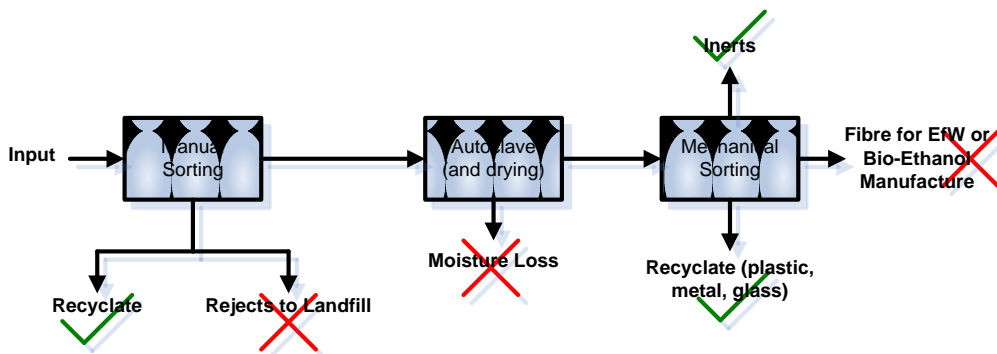 Inerts
Input
Manual
Sorting
Autoclave
(and drying)
Mechanical
Sorting
Fibre for EfW or
Bio-Ethanol
Manufacture
Moisture Loss
Recyclate (plastic,
metal, glass)
Recyclate
Rejects to Landfill